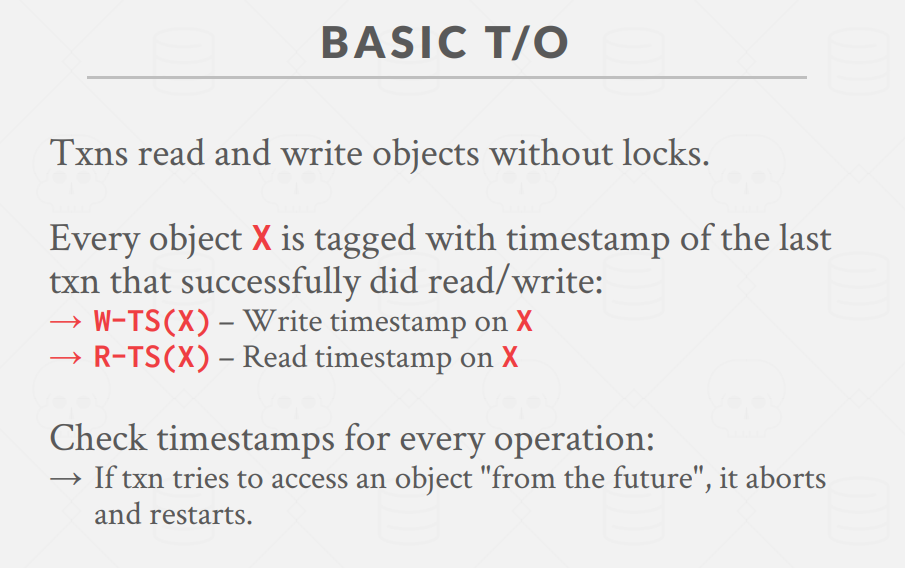 BASIC T/O
Txns read and write objects without locks.
Every object X is tagged with timestamp of the last
txn that successfully did read/write:
→ W-TS(X) – Write timestamp on X
→ R-TS(X) – Read timestamp on X
Check timestamps for every operation:
→ If txn tries to access an object "from the future", it aborts
and restarts.